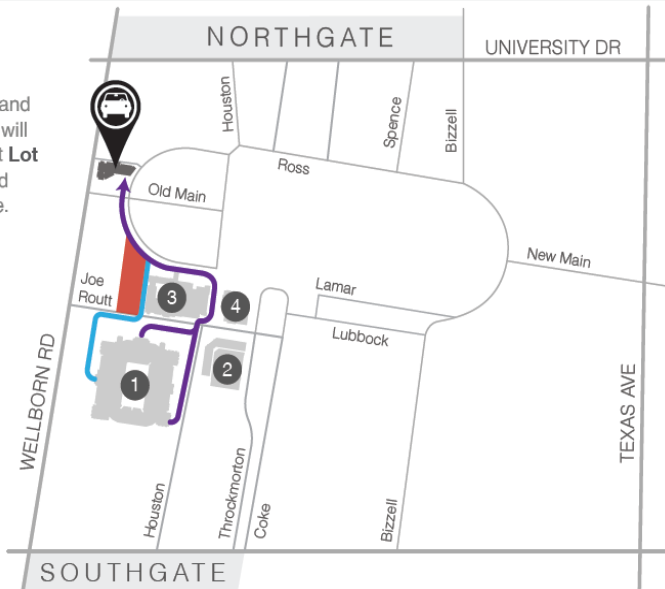 NORTHGATE
UNIVERSITY DR
and
will
Lot
d
e.
Houston
Spence
Bizzell
Ross
Old Main
New Main
Joe
Routt
3
4
Lamar
Lubbock
1
2
WELLBORN RD
TEXAS AVE
Houston
Throckmorton
Coke
Bizzell
SOUTHGATE